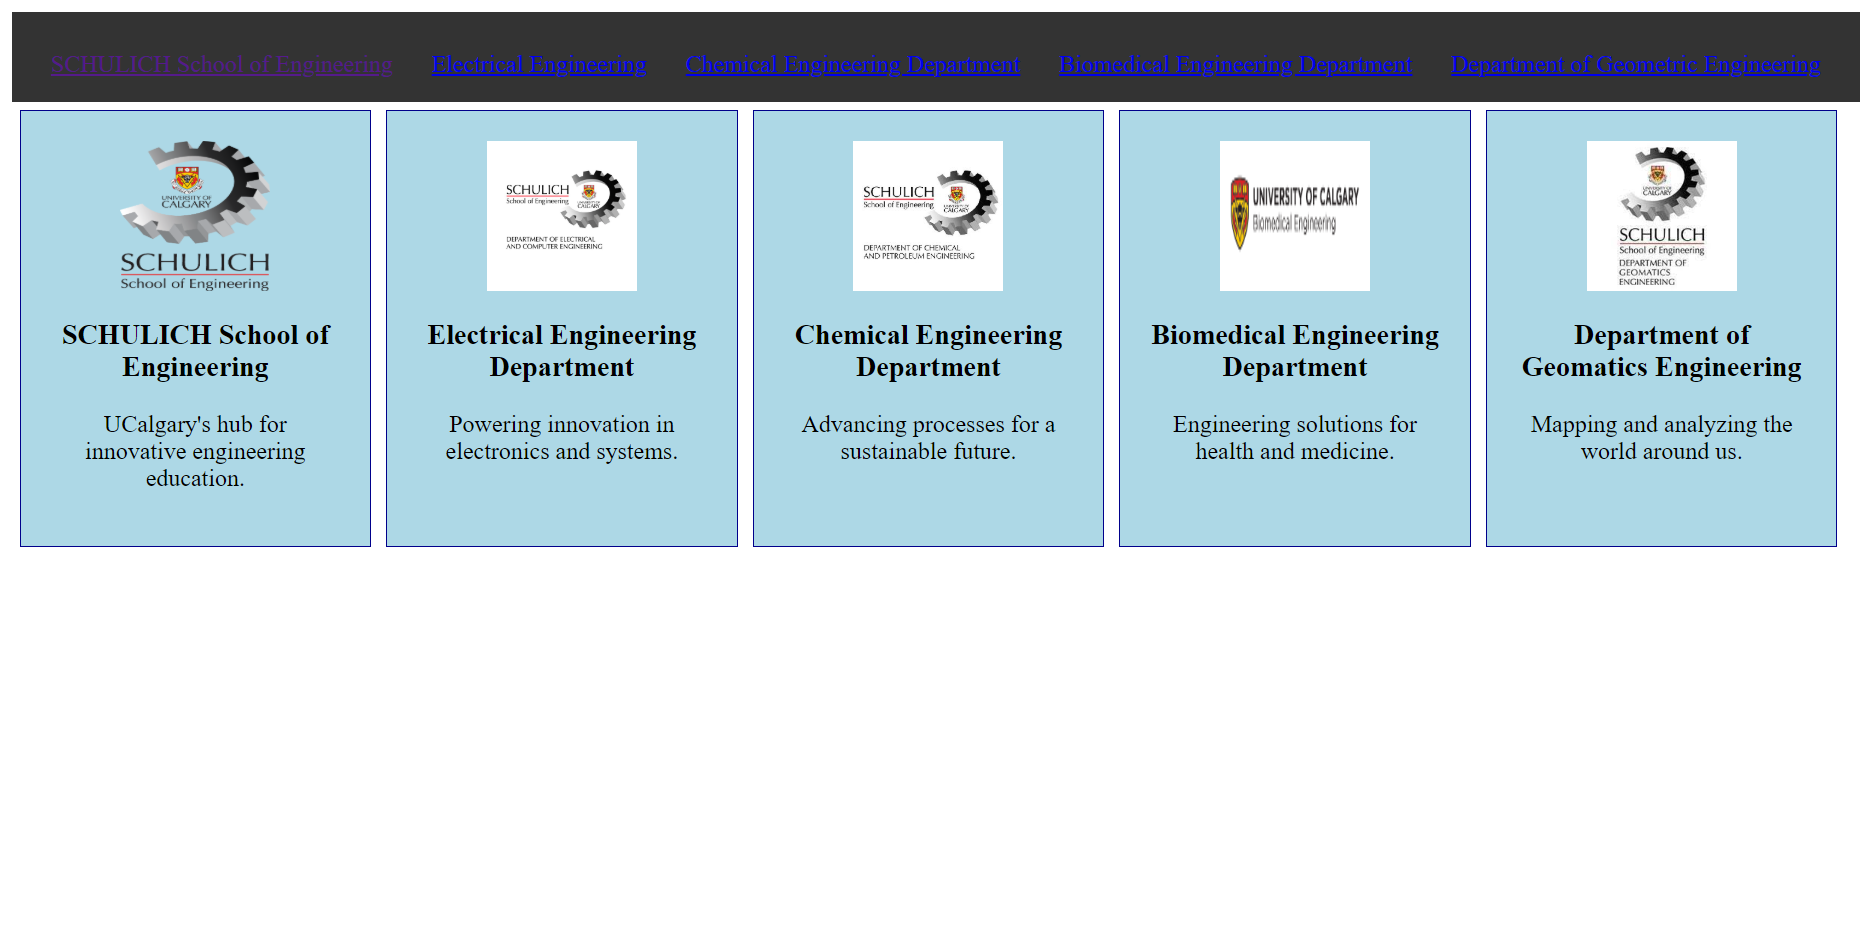 SCHULICH School of Engineering Electrical Engineering Chemical Engineering Department Biomedical Engineering Department Department of Geometric Engineering
UNIVERSITY OF
CALGARY
SCHULICH
School of Engineering
SCHULICH School of
Engineering
UCalgary's hub for
innovative engineering
education.
SCHULICH
School of Engineering
UNIVERSITY OF
CALGARY
DEPARTMENT OF ELECTRICAL
AND COMPUTER ENGINEERING
Electrical Engineering
Department
Powering innovation in
electronics and systems.
SCHULICH
School of Engineering
UNIVERSITY OF
CALGARY
DEPARTMENT OF CHEMICAL
AND PETROLEUM ENGINEERING
Chemical Engineering
Department
Advancing processes for a
sustainable future.
UNIVERSITY OF CALGARY
Biomedical Engineering
Biomedical Engineering
Department
Engineering solutions for
health and medicine.
UNIVERSITY OF
CALGARY
SCHULICH
School of Engineering
DEPARTMENT OF
GEOMATICS
ENGINEERING
Department of
Geomatics Engineering
Mapping and analyzing the
world around us.